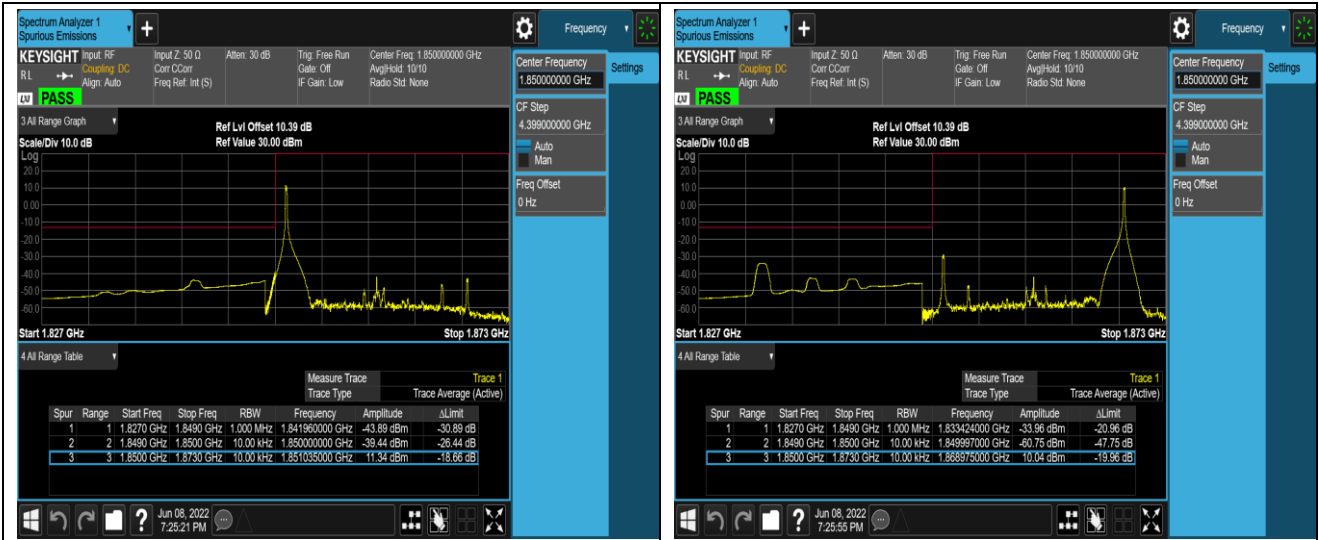 Spectrum Analyzer 1
Spurious Emissions
+
Frequency
KEYSIGHT Input: RF Input Z: 50 Ω Atten: 30 dB Trig: Free Run Center Freq: 1.850000000 GHz
RL Coupling: DC Corr CCorr Gate: Off Avg|Hold: 10/10
Align: Auto Freq Ref: Int (S) IF Gain: Low Radio Std: None
LXI PASS
Center Frequency
1.850000000 GHz
Settings
CF Step
4.399000000 GHz
Auto
Man
Freq Offset
0 Hz
3 All Range Graph
Ref Lvl Offset 10.39 dB
Scale/Div 10.0 dB Ref Value 30.00 dBm
Log
20.0
10.0
0.00
-10.0
-20.0
-30.0
-40.0
-50.0
-60.0
Start 1.827 GHz Stop 1.873 GHz
4 All Range Table
Measure Trace Trace 1
Trace Type Trace Average (Active)
Spur Range Start Freq Stop Freq RBW Frequency Amplitude ΔLimit
1 1 1.8270 GHz 1.8490 GHz 1.000 MHz 1.841960000 GHz -43.89 dBm -30.89 dB
2 2 1.8490 GHz 1.8500 GHz 10.00 kHz 1.850000000 GHz -39.44 dBm -26.44 dB
3 3 1.8500 GHz 1.8730 GHz 10.00 kHz 1.851035000 GHz 11.34 dBm -18.66 dB
?
Jun 08, 2022
7:25:21 PM
Spectrum Analyzer 1
Spurious Emissions
+
Frequency
KEYSIGHT Input: RF Input Z: 50 Ω Atten: 30 dB Trig: Free Run Center Freq: 1.850000000 GHz
RL Coupling: DC Corr CCorr Gate: Off Avg|Hold: 10/10
Align: Auto Freq Ref: Int (S) IF Gain: Low Radio Std: None
LXI PASS
Center Frequency
1.850000000 GHz
Settings
CF Step
4.399000000 GHz
Auto
Man
Freq Offset
0 Hz
3 All Range Graph
Ref Lvl Offset 10.39 dB
Scale/Div 10.0 dB Ref Value 30.00 dBm
Log
20.0
10.0
0.00
-10.0
-20.0
-30.0
-40.0
-50.0
-60.0
Start 1.827 GHz Stop 1.873 GHz
4 All Range Table
Measure Trace Trace 1
Trace Type Trace Average (Active)
Spur Range Start Freq Stop Freq RBW Frequency Amplitude ΔLimit
1 1 1.8270 GHz 1.8490 GHz 1.000 MHz 1.833424000 GHz -33.96 dBm -20.96 dB
2 2 1.8490 GHz 1.8500 GHz 10.00 kHz 1.849997000 GHz -60.75 dBm -47.75 dB
3 3 1.8500 GHz 1.8730 GHz 10.00 kHz 1.868975000 GHz 10.04 dBm -19.96 dB
?
Jun 08, 2022
7:25:55 PM